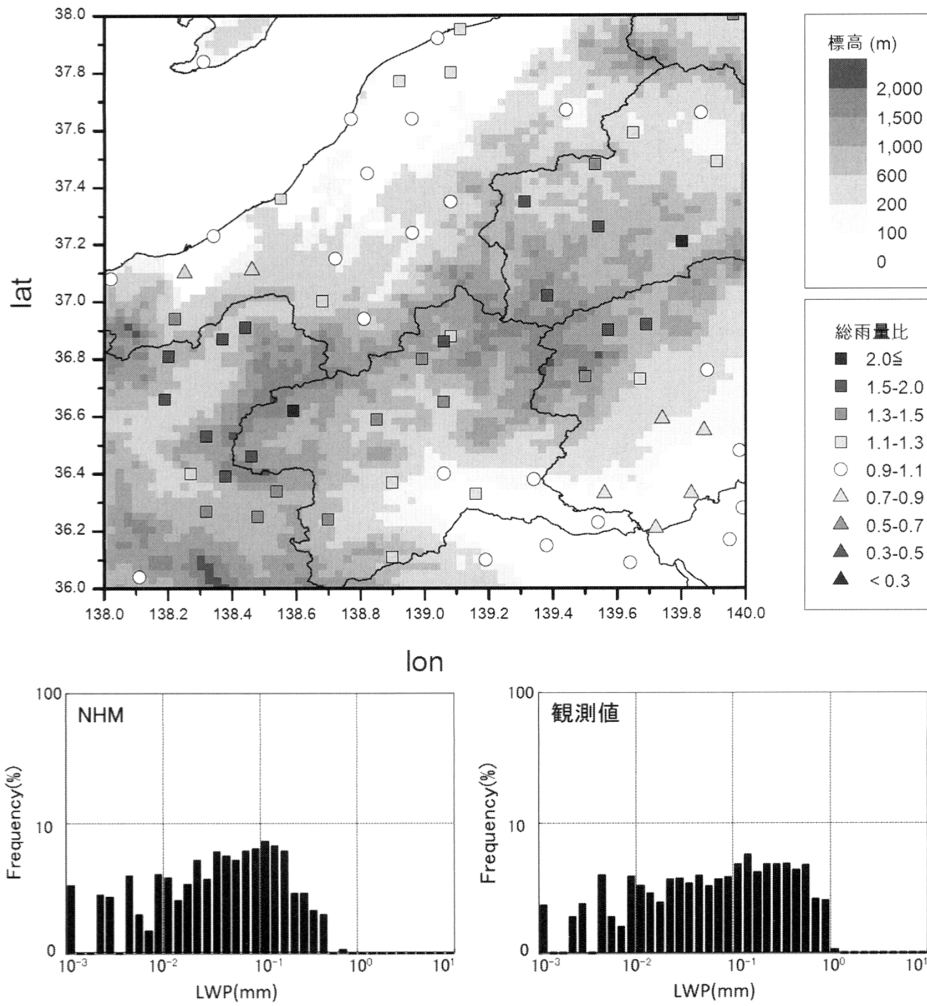 38.0
37.8
37.6
37.4
37.2
37.0
36.8
36.6
36.4
36.2
36.0
lat
138.0 138.2 138.4 138.6 138.8 139.0 139.2 139.4 139.6 139.8 140.0
lon
標高 (m)
2,000
1,500
1,000
600
200
100
0
総雨量比
2.0≦
1.5-2.0
1.3-1.5
1.1-1.3
0.9-1.1
0.7-0.9
0.5-0.7
0.3-0.5
< 0.3
NHM
Frequency(%)
100
10
0
10⁻³ 10⁻² 10⁻¹ 10⁰ 10¹
LWP(mm)
観測値
Frequency(%)
100
10
0
10⁻³ 10⁻² 10⁻¹ 10⁰ 10¹
LWP(mm)